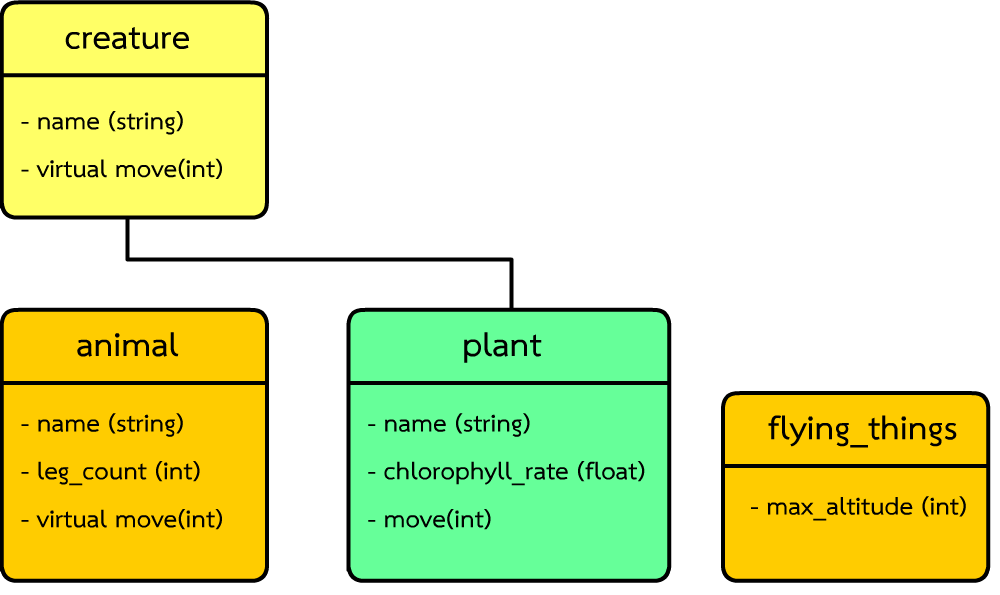 creature
- name (string)
- virtual move(int)
animal
- name (string)
- leg_count (int)
- virtual move(int)
plant
- name (string)
- chlorophyll_rate (float)
- move(int)
flying_things
- max_altitude (int)